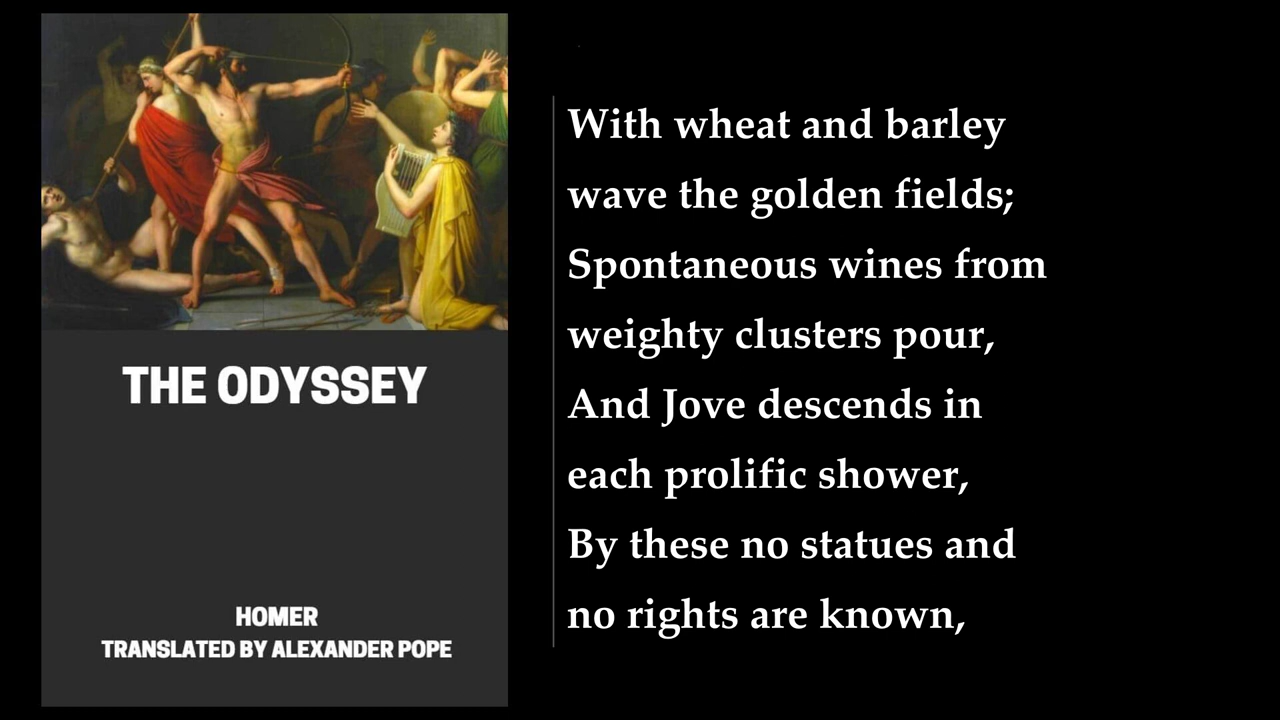 THE ODYSSEY
HOMER
TRANSLATED BY ALEXANDER POPE
With wheat and barley
wave the golden fields;
Spontaneous wines from
weighty clusters pour,
And Jove descends in
each prolific shower,
By these no statues and
no rights are known,